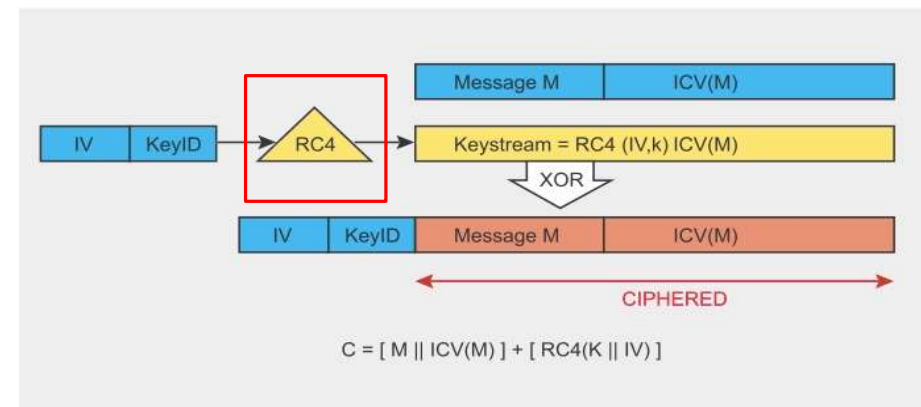 Message M ICV(M)
IV KeyID RC4 Keystream = RC4 (IV,k) ICV(M)
XOR
IV KeyID Message M ICV(M)
CIPHERED
C = [ M || ICV(M) ] + [ RC4(K || IV) ]